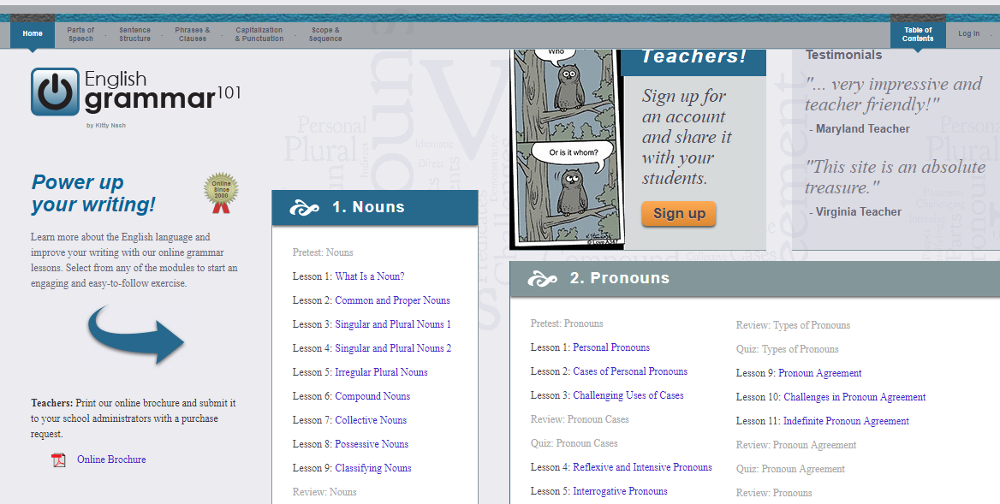 Home
Parts of
Speech
Sentence
Structure
Phrases &
Clauses
Capitalization
& Punctuation
Scope &
Sequence
Table of
Contents
Log In
English
grammar101
by Kitty Nash
Power up
your writing!
Online
Since
2000
Learn more about the English language and
improve your writing with our online grammar
lessons. Select from any of the modules to start an
engaging and easy-to-follow exercise.
Teachers: Print our online brochure and submit it
to your school administrators with a purchase
request.
Online Brochure
1. Nouns
Pretest: Nouns
Lesson 1: What Is a Noun?
Lesson 2: Common and Proper Nouns
Lesson 3: Singular and Plural Nouns 1
Lesson 4: Singular and Plural Nouns 2
Lesson 5: Irregular Plural Nouns
Lesson 6: Compound Nouns
Lesson 7: Collective Nouns
Lesson 8: Possessive Nouns
Lesson 9: Classifying Nouns
Review: Nouns
Who
Or is it whom?
Teachers!
Sign up for
an account
and share it
with your
students.
Sign up
Testimonials
"... very impressive and
teacher friendly!"
- Maryland Teacher
"This site is an absolute
treasure."
- Virginia Teacher
2. Pronouns
Pretest: Pronouns
Lesson 1: Personal Pronouns
Lesson 2: Cases of Personal Pronouns
Lesson 3: Challenging Uses of Cases
Review: Pronoun Cases
Quiz: Pronoun Cases
Lesson 4: Reflexive and Intensive Pronouns
Lesson 5: Interrogative Pronouns
Review: Types of Pronouns
Quiz: Types of Pronouns
Lesson 9: Pronoun Agreement
Lesson 10: Challenges in Pronoun Agreement
Lesson 11: Indefinite Pronoun Agreement
Review: Pronoun Agreement
Quiz: Pronoun Agreement
Review: Pronouns
Personal
Plural
Indirect
Collective
Cases
Compound